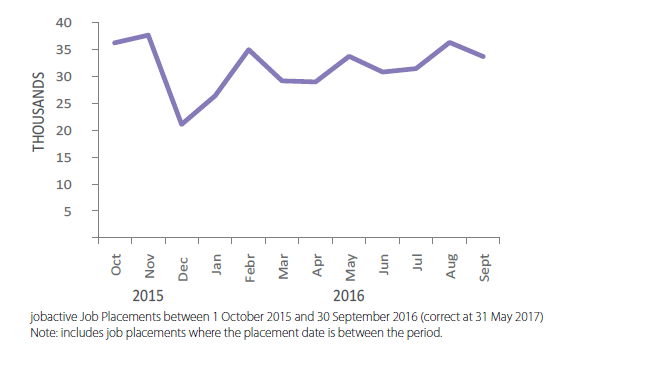 40
35
30
25
20
15
10
5
THOUSANDS
Oct
Nov
Dec
Jan
Febr
Mar
Apr
May
Jun
Jul
Aug
Sept
2015
2016
jobactive Job Placements between 1 October 2015 and 30 September 2016 (correct at 31 May 2017)
Note: includes job placements where the placement date is between the period.